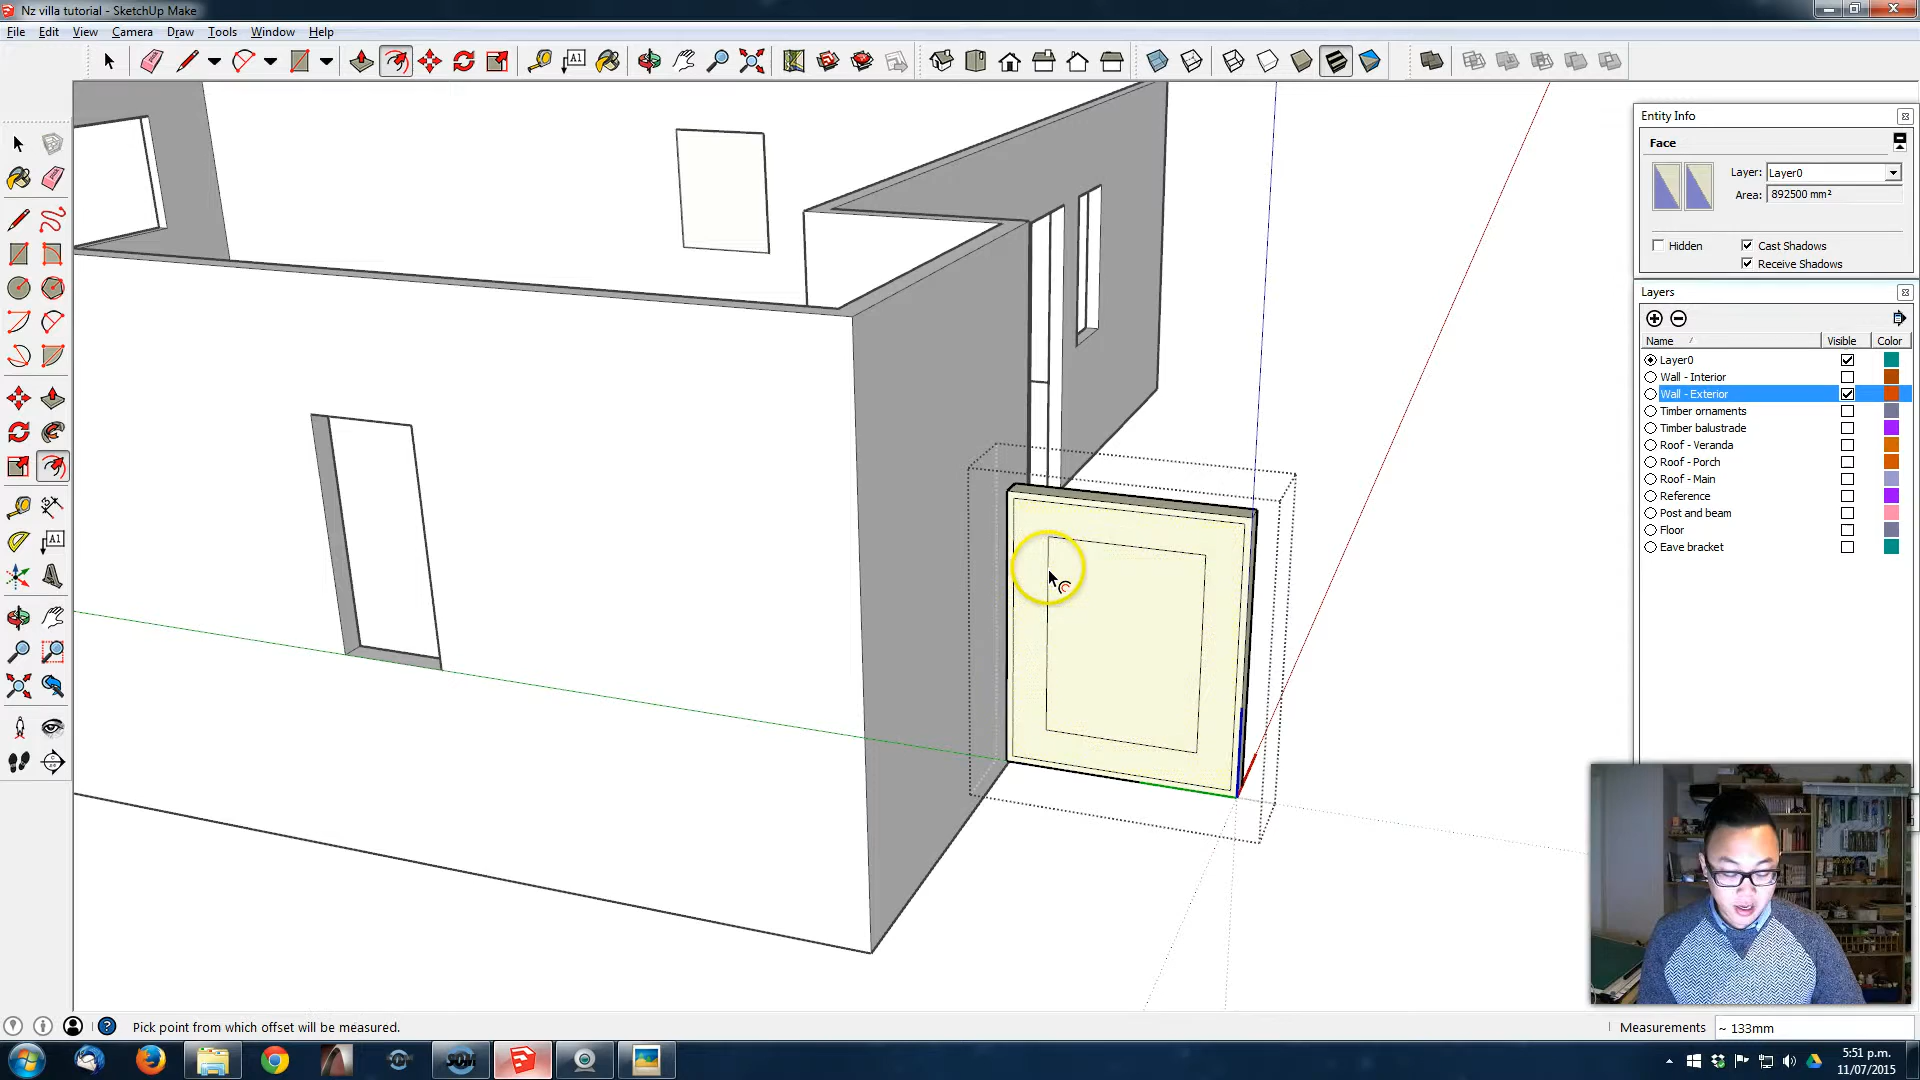 Nz villa tutorial - SketchUp Make
File Edit View Camera Draw Tools Window Help
A1
Entity Info
Face
Layer: Layer0
Area: 892500 mm²
Hidden Cast Shadows
Receive Shadows
Layers
Name Visible Color
Layer0
Wall - Interior
Wall - Exterior
Timber ornaments
Timber balustrade
Roof - Veranda
Roof - Porch
Roof - Main
Reference
Post and beam
Floor
Eave bracket
A1
Pick point from which offset will be measured.
Measurements ~ 133mm
5:51 p.m.
11/07/2015